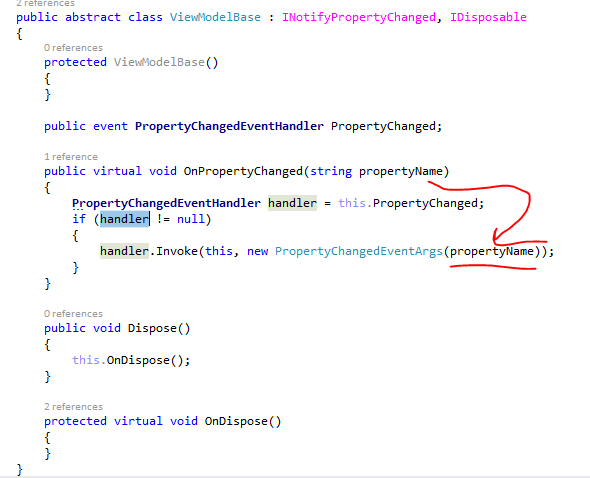 2 references
public abstract class ViewModelBase : INotifyPropertyChanged, IDisposable
{
0 references
protected ViewModelBase()
{
}
public event PropertyChangedEventHandler PropertyChanged;
1 reference
public virtual void OnPropertyChanged(string propertyName)
{
PropertyChangedEventHandler handler = this.PropertyChanged;
if (handler != null)
{
handler.Invoke(this, new PropertyChangedEventArgs(propertyName));
}
}
0 references
public void Dispose()
{
this.OnDispose();
}
2 references
protected virtual void OnDispose()
{
}
}